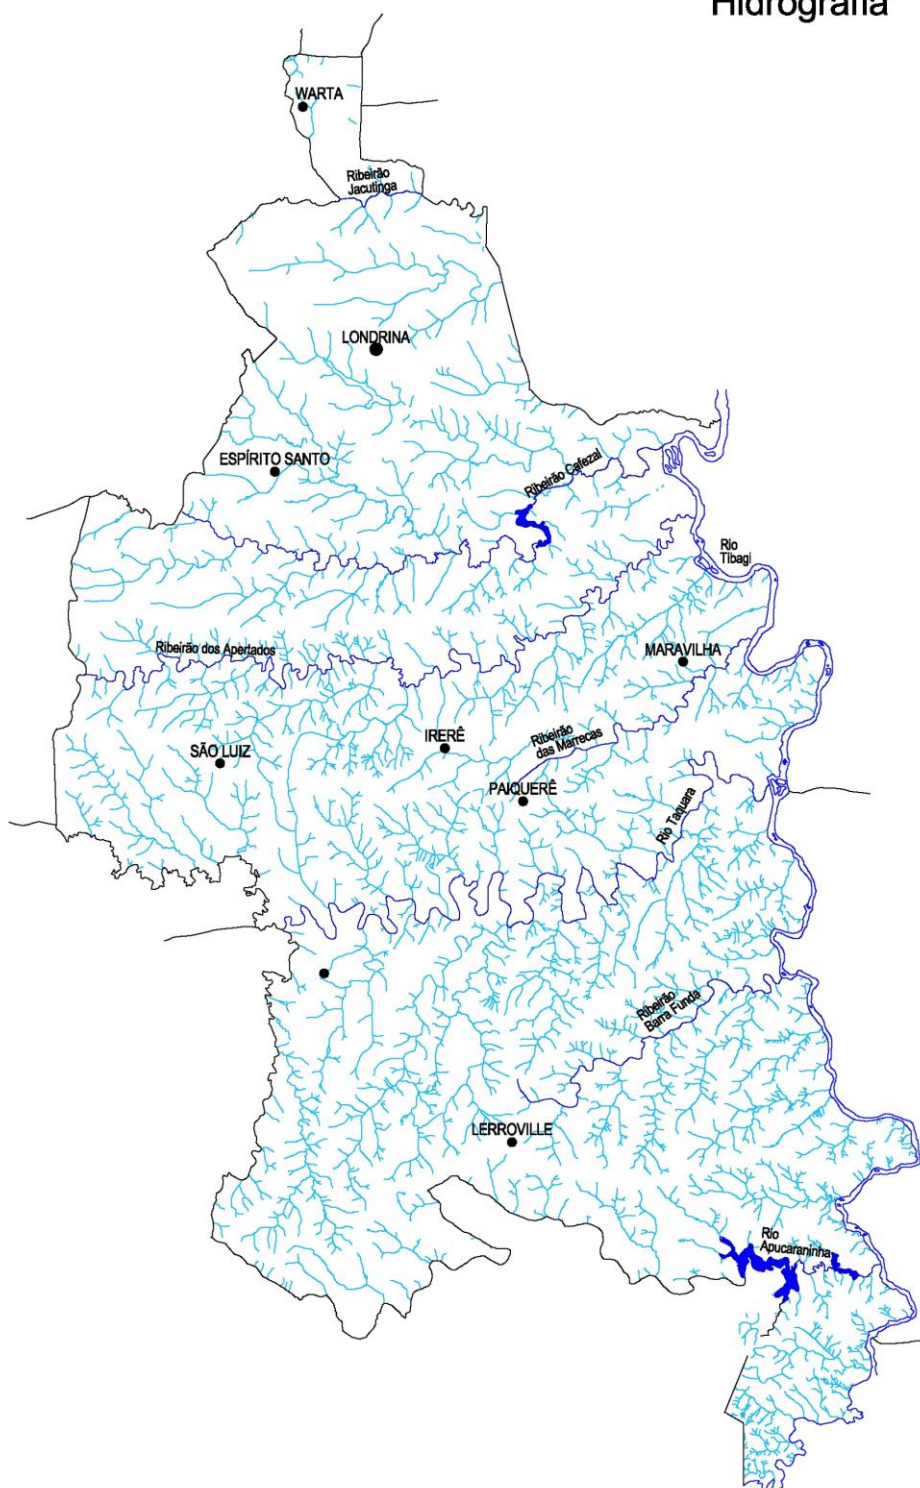 Hidrografia
WARTA
Ribeirão
Jacutinga
LONDRINA
ESPÍRITO SANTO
Ribeirão Cafezal
Rio
Tibagi
Ribeirão dos Apertados
MARAVILHA
IRERÊ
Ribeirão
das Marrecas
SÃO LUIZ
PAIQUERÊ
Rio Taquara
Ribeirão
Barra Funda
LERROVILLE
Rio
Apucaraninha